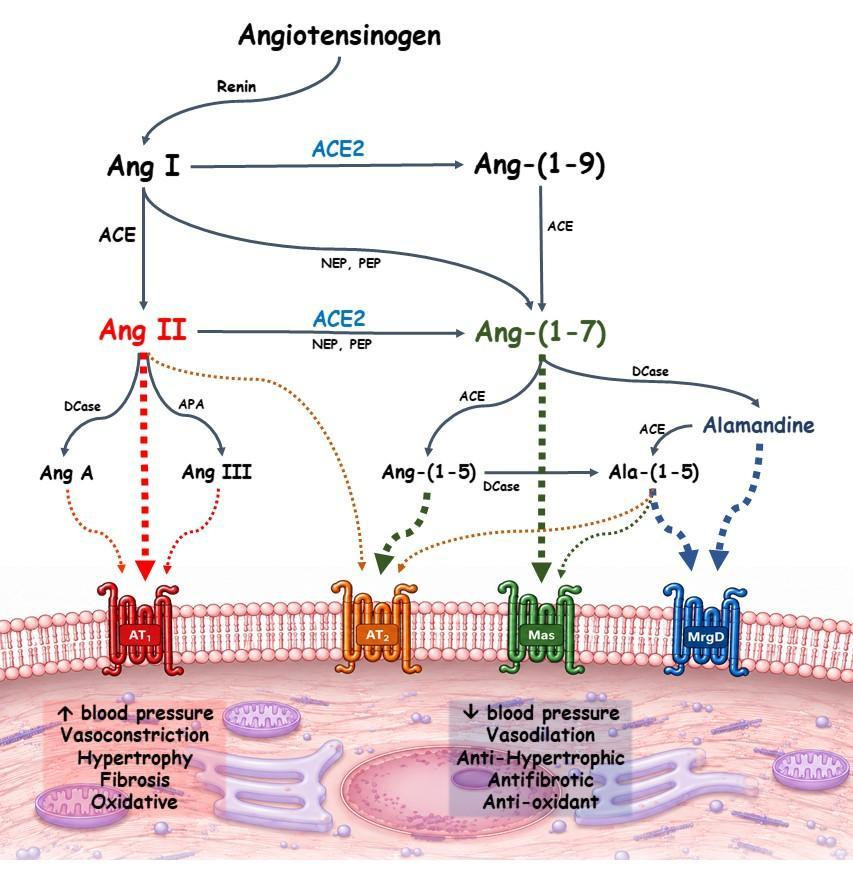 Angiotensinogen
Renin
Ang I
ACE2
Ang-(1-9)
ACE
ACE
NEP, PEP
Ang II
ACE2
NEP, PEP
Ang-(1-7)
DCase
APA
ACE
DCase
ACE
Alamandine
Ang A
Ang III
Ang-(1-5)
DCase
Ala-(1-5)
AT₁
AT₂
Mas
MrgD
↑ blood pressure
Vasoconstriction
Hypertrophy
Fibrosis
Oxidative
↓ blood pressure
Vasodilation
Anti-Hypertrophic
Antifibrotic
Anti-oxidant